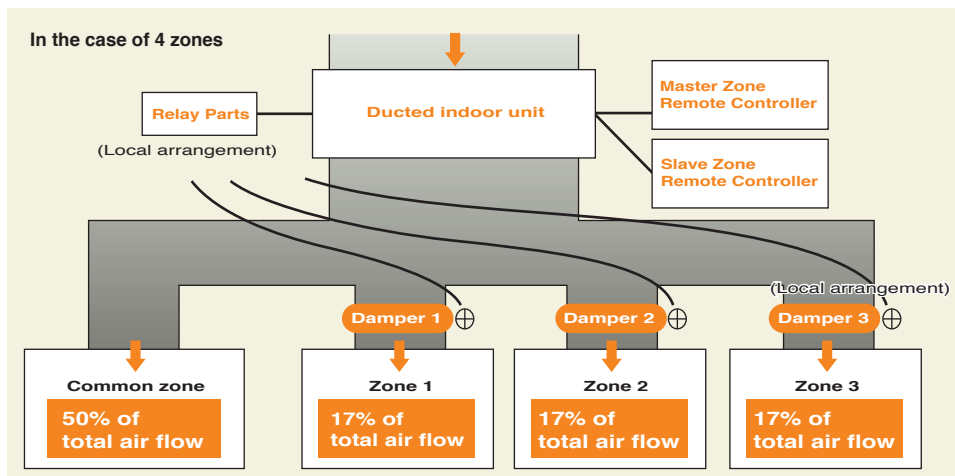 In the case of 4 zones
Relay Parts
(Local arrangement)
Ducted indoor unit
Master Zone
Remote Controller
Slave Zone
Remote Controller
(Local arrangement)
Damper 1
Damper 2
Damper 3
Common zone
50% of
total air flow
Zone 1
17% of
total air flow
Zone 2
17% of
total air flow
Zone 3
17% of
total air flow